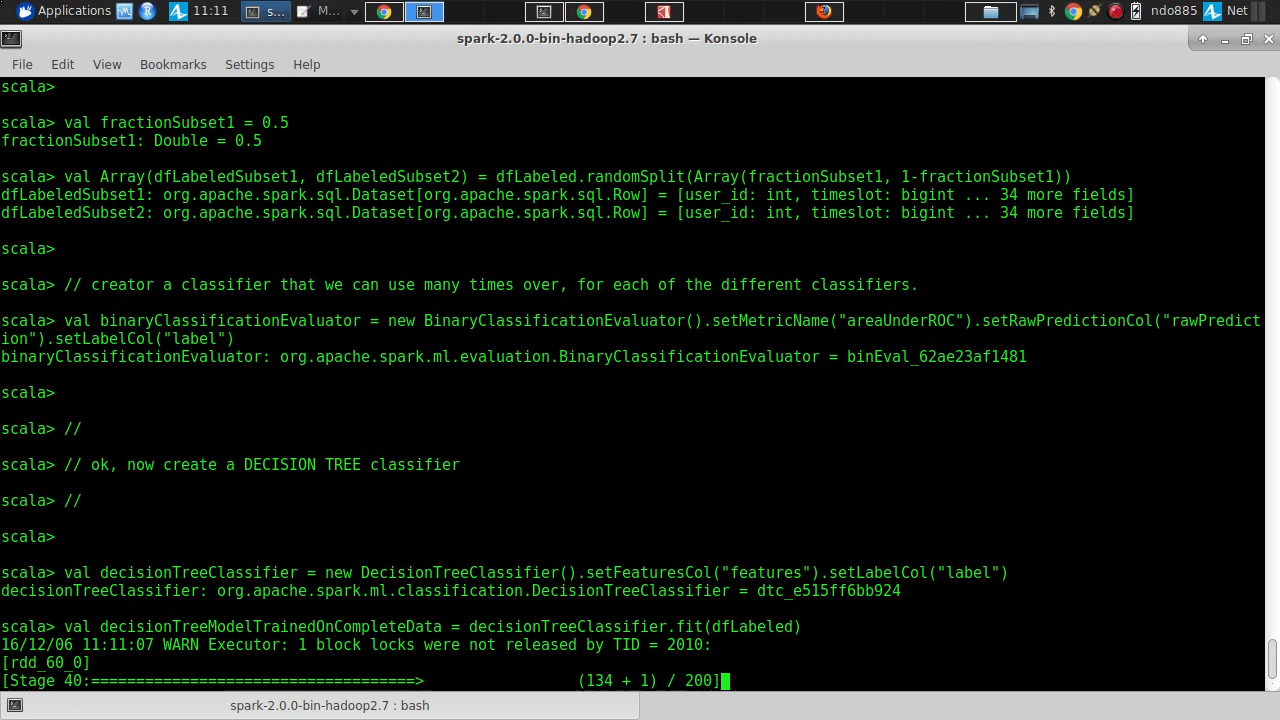 Applications 11:11 s... M... ndo885 Net
spark-2.0.0-bin-hadoop2.7 : bash — Konsole
File Edit View Bookmarks Settings Help
scala>
scala> val fractionSubset1 = 0.5
fractionSubset1: Double = 0.5
scala> val Array(dfLabeledSubset1, dfLabeledSubset2) = dfLabeled.randomSplit(Array(fractionSubset1, 1-fractionSubset1))
dfLabeledSubset1: org.apache.spark.sql.Dataset[org.apache.spark.sql.Row] = [user_id: int, timeslot: bigint ... 34 more fields]
dfLabeledSubset2: org.apache.spark.sql.Dataset[org.apache.spark.sql.Row] = [user_id: int, timeslot: bigint ... 34 more fields]
scala>
scala> // creator a classifier that we can use many times over, for each of the different classifiers.
scala> val binaryClassificationEvaluator = new BinaryClassificationEvaluator().setMetricName("areaUnderROC").setRawPredictionCol("rawPredict
ion").setLabelCol("label")
binaryClassificationEvaluator: org.apache.spark.ml.evaluation.BinaryClassificationEvaluator = binEval_62ae23af1481
scala>
scala> //
scala> // ok, now create a DECISION TREE classifier
scala> //
scala>
scala> val decisionTreeClassifier = new DecisionTreeClassifier().setFeaturesCol("features").setLabelCol("label")
decisionTreeClassifier: org.apache.spark.ml.classification.DecisionTreeClassifier = dtc_e515ff6bb924
scala> val decisionTreeModelTrainedOnCompleteData = decisionTreeClassifier.fit(dfLabeled)
16/12/06 11:11:07 WARN Executor: 1 block locks were not released by TID = 2010:
[rdd_60_0]
[Stage 40:====================================> (134 + 1) / 200]
spark-2.0.0-bin-hadoop2.7 : bash